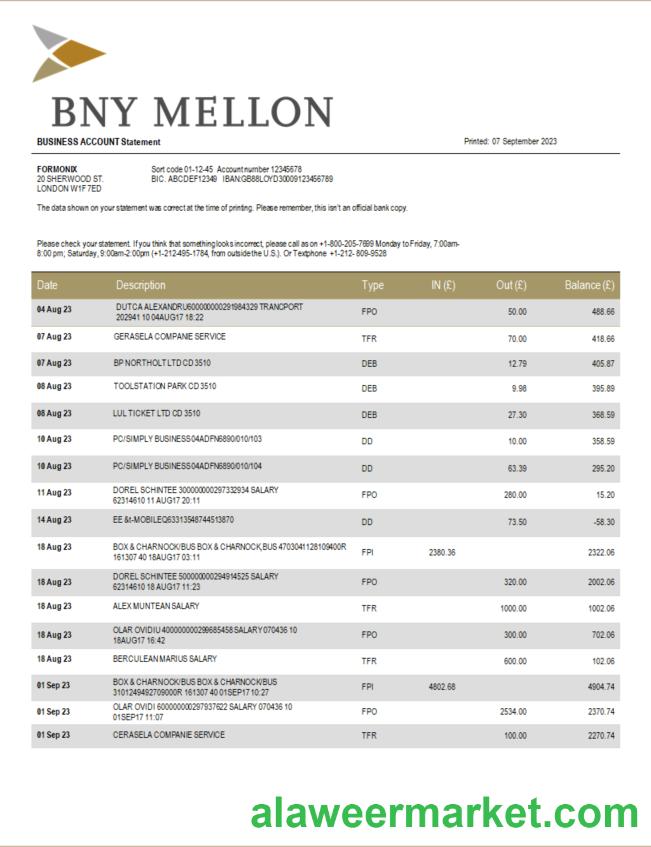 BNY MELLON
BUSINESS ACCOUNT Statement Printed: 07 September 2023
FORMONIX Sort code 01-12-45 Account number 12345678
20 SHERWOOD ST. BIC: ABCDEF12349 IBAN:GB88LOYD30009123456789
LONDON W1F 7ED
The data shown on your statement was correct at the time of printing. Please remember, this isn't an official bank copy.
Please check your statement. If you think that something looks incorrect, please call as on +1-800-205-7699 Monday to Friday, 7:00am-
8:00 pm; Saturday, 9:00am-2:00pm (+1-212-495-1784, from outside the U.S.). Or Textphone +1-212- 809-9528
Date Description Type IN (£) Out (£) Balance (£)
04 Aug 23 DUTCA ALEXANDRU600000000291984329 TRANCPORT FPO 50.00 488.66
202941 10 04AUG17 18:22
07 Aug 23 GERASELA COMPANIE SERVICE TFR 70.00 418.66
07 Aug 23 BP NORTHOLT LTD CD 3510 DEB 12.79 405.87
08 Aug 23 TOOLSTATION PARK CD 3510 DEB 9.98 395.89
08 Aug 23 LUL TICKET LTD CD 3510 DEB 27.30 368.59
10 Aug 23 PC/SIMPLY BUSINESS04ADFN6890/010/103 DD 10.00 358.59
10 Aug 23 PC/SIMPLY BUSINESS04ADFN6890/010/104 DD 63.39 295.20
11 Aug 23 DOREL SCHINTEE 300000000297332934 SALARY FPO 280.00 15.20
62314610 11 AUG17 20:11
14 Aug 23 EE &t-MOBILEQ63313548744513870 DD 73.50 -58.30
18 Aug 23 BOX & CHARNOCK/BUS BOX & CHARNOCK,BUS 4703041128109400R FPI 2380.36 2322.06
161307 40 18AUG17 03:11
18 Aug 23 DOREL SCHINTEE 500000000294914525 SALARY FPO 320.00 2002.06
62314610 18 AUG17 11:23
18 Aug 23 ALEX MUNTEAN SALARY TFR 1000.00 1002.06
18 Aug 23 OLAR OVIDIU 400000000299685458 SALARY 070436 10 FPO 300.00 702.06
18AUG17 16:42
18 Aug 23 BERCULEAN MARIUS SALARY TFR 600.00 102.06
01 Sep 23 BOX & CHARNOCK/BUS BOX & CHARNOCK/BUS FPI 4802.68 4904.74
3101249492709000R 161307 40 01SEP17 10:27
01 Sep 23 OLAR OVIDI 600000000297937622 SALARY 070436 10 FPO 2534.00 2370.74
01SEP17 11:07
01 Sep 23 CERASELA COMPANIE SERVICE TFR 100.00 2270.74
alaweermarket.com